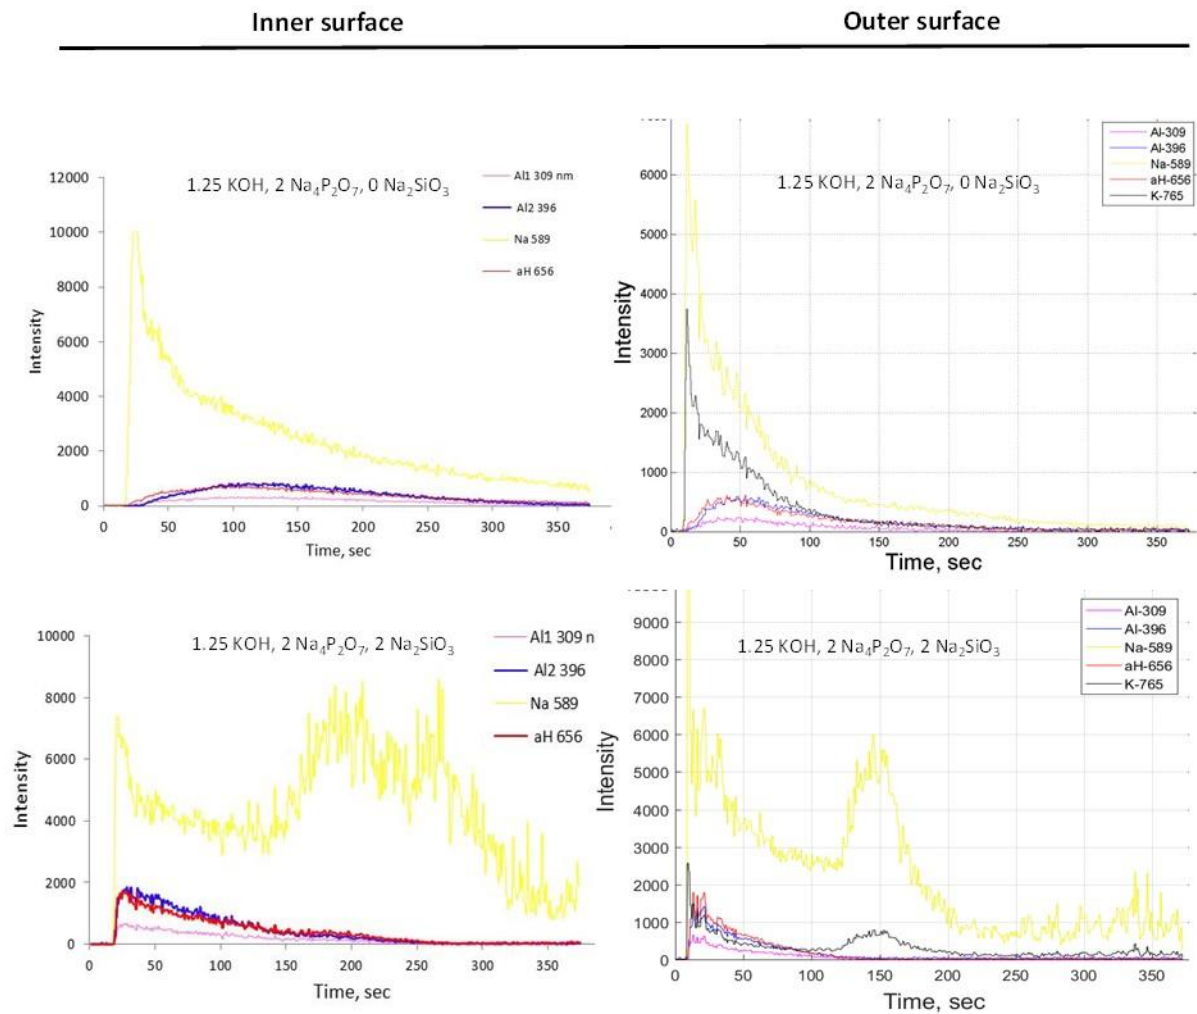 Inner surface
Outer surface
1.25 KOH, 2 Na₄P₂O₇, 0 Na₂SiO₃
12000
10000
8000
6000
4000
2000
0
Intensity
Al1 309 nm
Al2 396
Na 589
aH 656
0 50 100 150 200 250 300 350
Time, sec
1.25 KOH, 2 Na₄P₂O₇, 0 Na₂SiO₃
6000
5000
4000
3000
2000
1000
0
Intensity
Al-309
Al-396
Na-589
aH-656
K-765
0 50 100 150 200 250 300 350
Time, sec
1.25 KOH, 2 Na₄P₂O₇, 2 Na₂SiO₃
10000
8000
6000
4000
2000
0
Intensity
Al1 309 n
Al2 396
Na 589
aH 656
0 50 100 150 200 250 300 350
Time, sec
1.25 KOH, 2 Na₄P₂O₇, 2 Na₂SiO₃
9000
8000
7000
6000
5000
4000
3000
2000
1000
0
Intensity
Al-309
Al-396
Na-589
aH-656
K-765
0 50 100 150 200 250 300 350
Time, sec